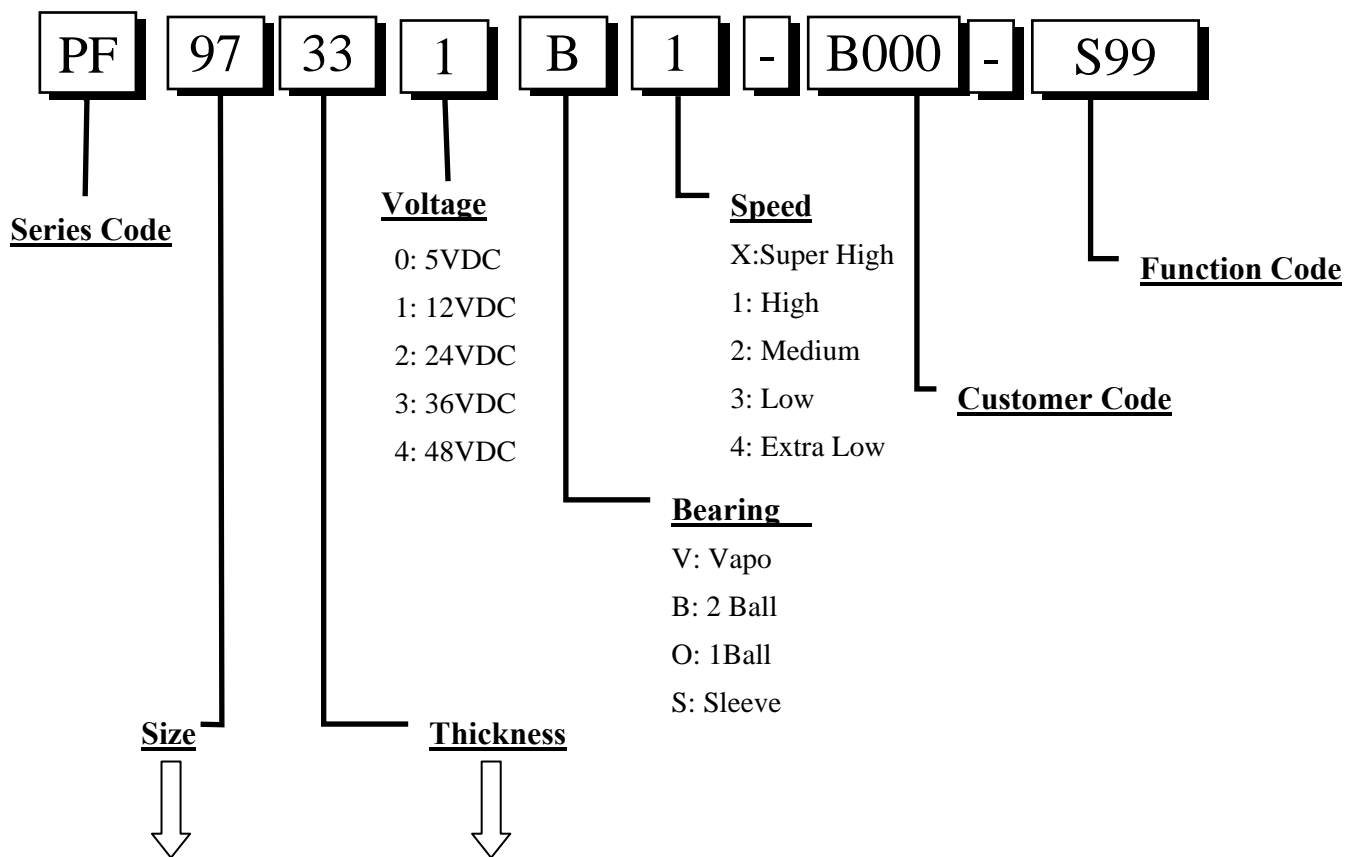 PF 97 33 1 B 1 - B000 - S99
Series Code
Voltage
0: 5VDC
1: 12VDC
2: 24VDC
3: 36VDC
4: 48VDC
Speed
X:Super High
1: High
2: Medium
3: Low
4: Extra Low
Function Code
Customer Code
Bearing
V: Vapo
B: 2 Ball
O: 1Ball
S: Sleeve
Size
Thickness